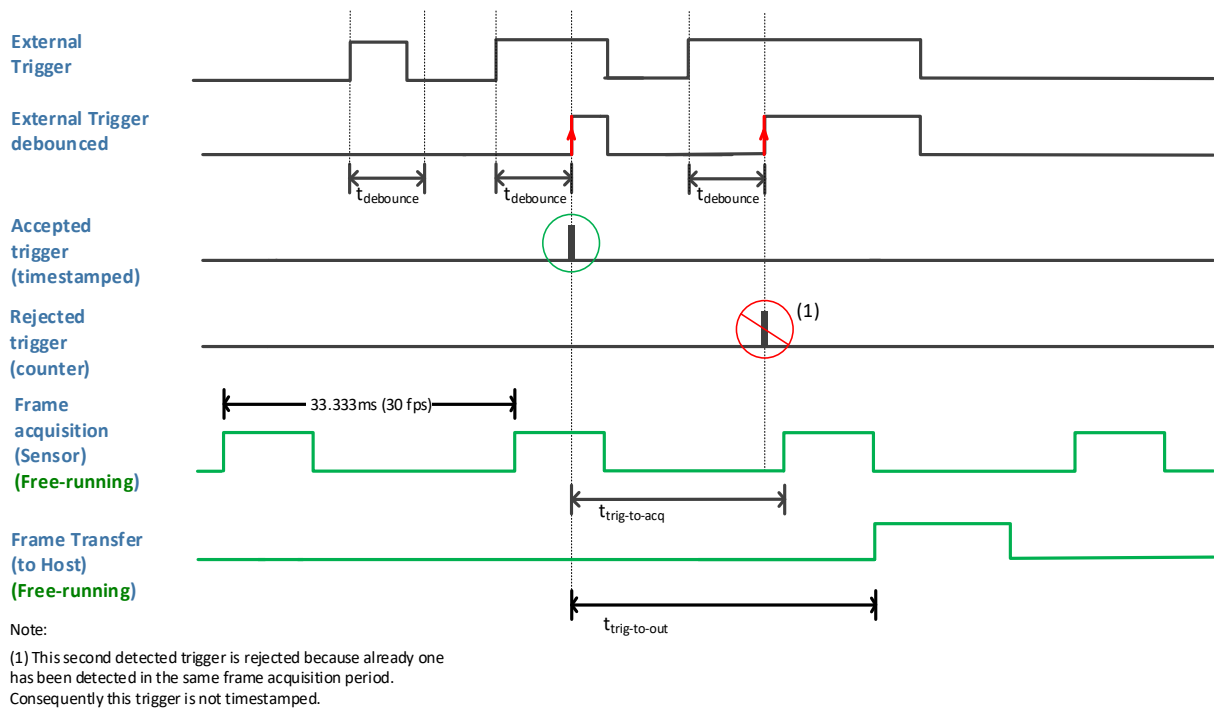 External
Trigger
External Trigger
debounced
tdebounce
tdebounce
tdebounce
Accepted
trigger
(timestamped)
Rejected
trigger
(counter)
(1)
Frame
acquisition
(Sensor)
(Free-running)
33.333ms (30 fps)
ttrig-to-acq
Frame Transfer
(to Host)
(Free-running)
ttrig-to-out
Note:
(1) This second detected trigger is rejected because already one
has been detected in the same frame acquisition period.
Consequently this trigger is not timestamped.